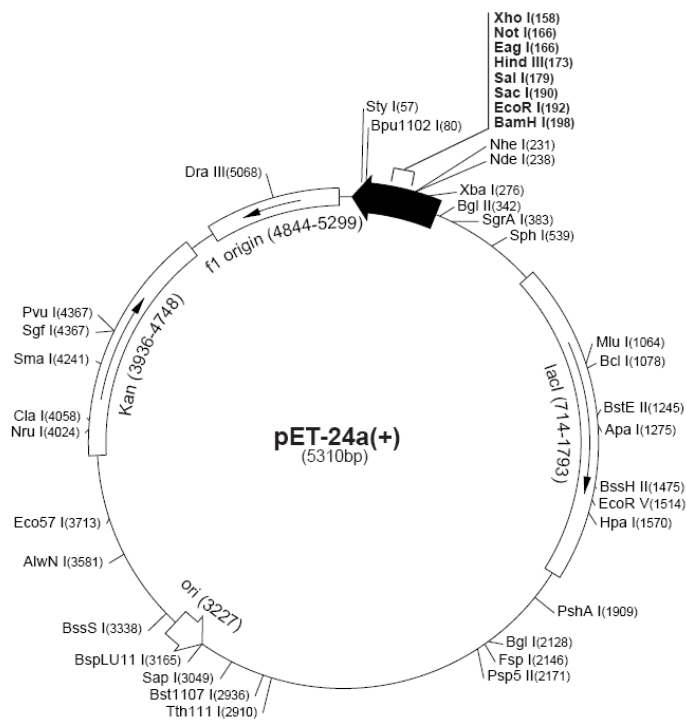 Xho I(158)
Not I(166)
Eag I(166)
Hind III(173)
Sal I(179)
Sac I(190)
EcoR I(192)
BamH I(198)
Sty I(57)
Bpu1102 I(80)
Nhe I(231)
Nde I(238)
Xba I(276)
Bgl II(342)
SgrA I(383)
Sph I(539)
Dra III(5068)
f1 origin (4844-5299)
Pvu I(4367)
Sgf I(4367)
Sma I(4241)
Kan (3936-4748)
Cla I(4058)
Nru I(4024)
Mlu I(1064)
Bcl I(1078)
lacI (714-1793)
BstE II(1245)
Apa I(1275)
pET-24a(+)
(5310bp)
BssH II(1475)
EcoR V(1514)
Hpa I(1570)
Eco57 I(3713)
AlwN I(3581)
ori (3227)
PshA I(1909)
BssS I(3338)
BspLU11 I(3165)
Sap I(3049)
Bst1107 I(2936)
Tth111 I(2910)
Bgl I(2128)
Fsp I(2146)
Psp5 II(2171)